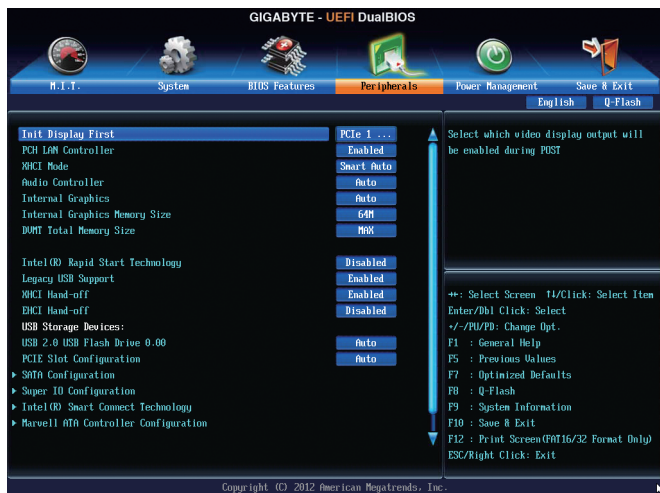 GIGABYTE - UEFI DualBIOS
M.I.T. System BIOS Features Peripherals Power Management Save & Exit
English Q-Flash
Init Display First PCIe 1 ...
PCH LAN Controller Enabled
XHCI Mode Smart Auto
Audio Controller Auto
Internal Graphics Auto
Internal Graphics Memory Size 64M
DVMT Total Memory Size MAX
Intel(R) Rapid Start Technology Disabled
Legacy USB Support Enabled
XHCI Hand-off Enabled
EHCI Hand-off Disabled
USB Storage Devices:
USB 2.0 USB Flash Drive 0.00 Auto
PCIE Slot Configuration Auto
SATA Configuration
Super IO Configuration
Intel(R) Smart Connect Technology
Marvell ATA Controller Configuration
Select which video display output will
be enabled during POST
↔: Select Screen ↑↓/Click: Select Item
Enter/Dbl Click: Select
+/-/PU/PD: Change Opt.
F1 : General Help
F5 : Previous Values
F7 : Optimized Defaults
F8 : Q-Flash
F9 : System Information
F10 : Save & Exit
F12 : Print Screen(FAT16/32 Format Only)
ESC/Right Click: Exit
Copyright (C) 2012 American Megatrends, Inc.